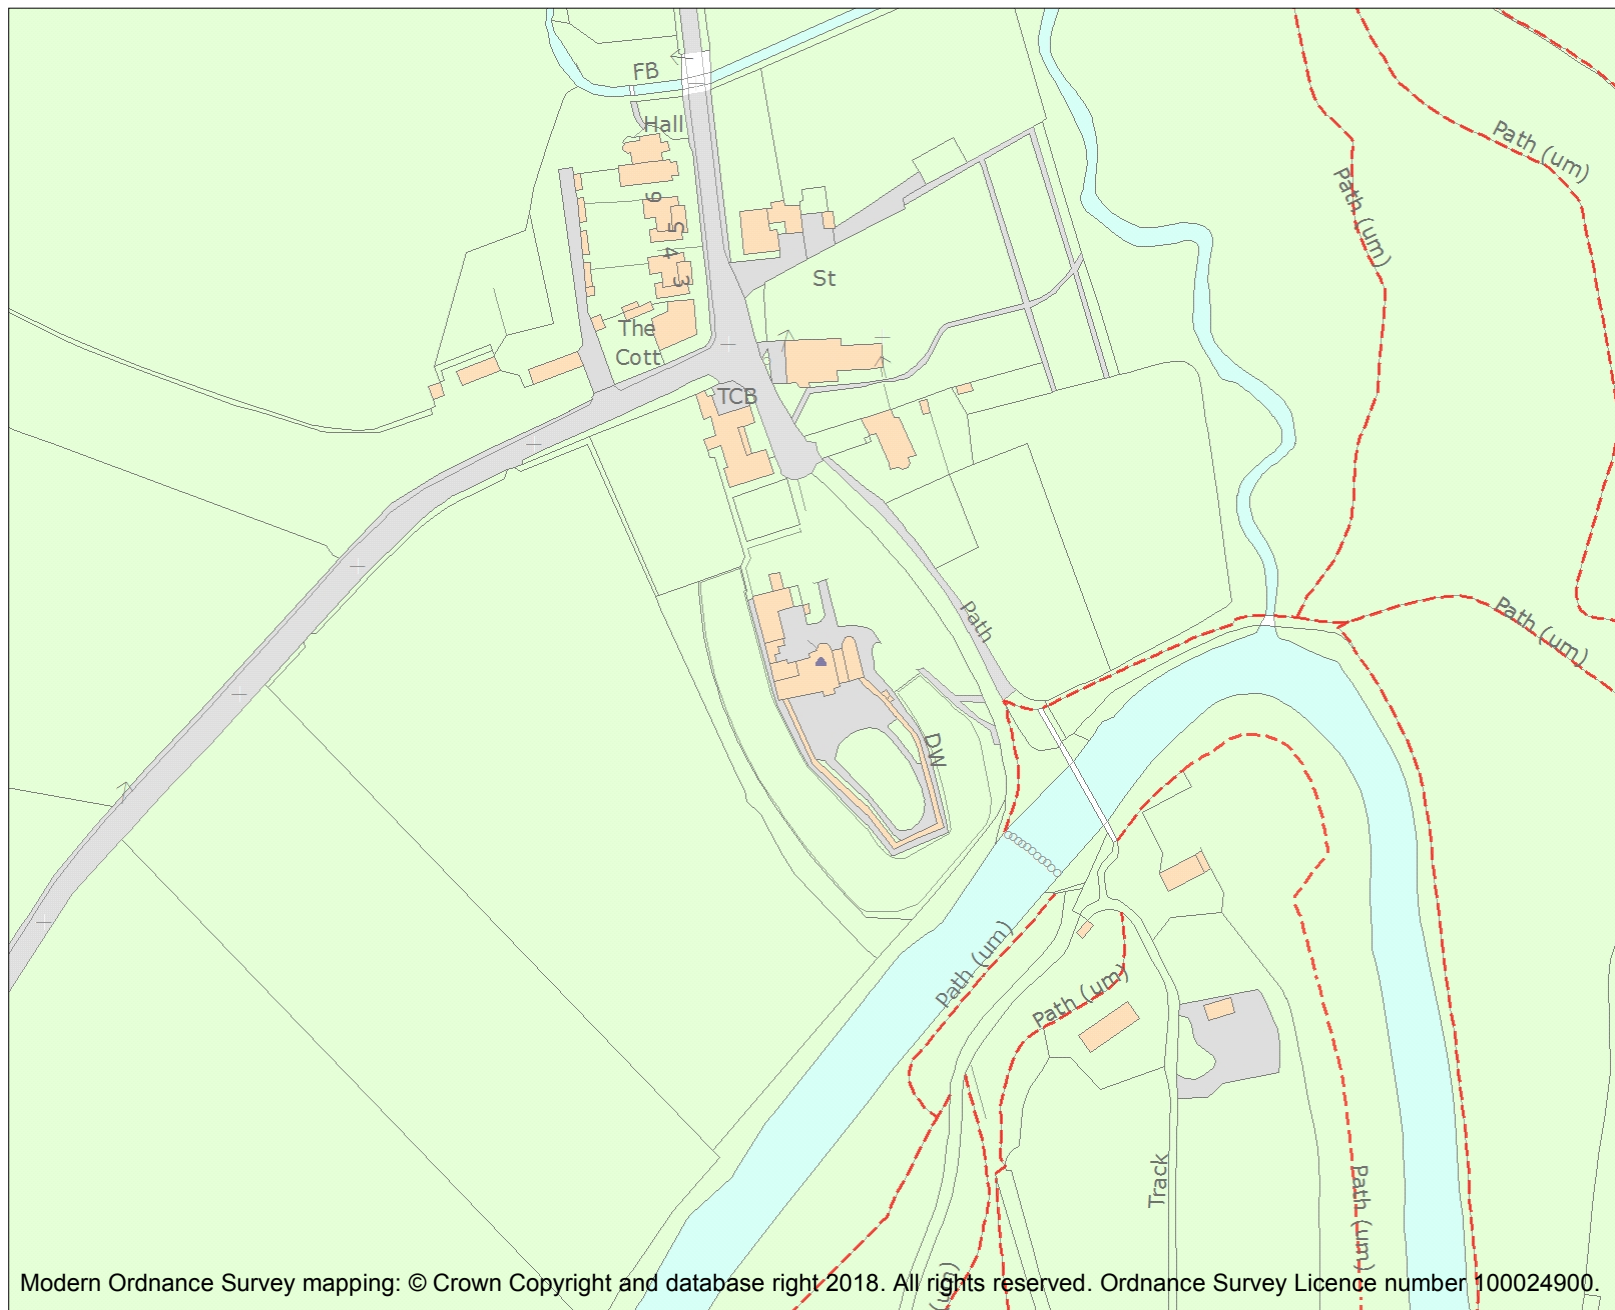 FB
Hall
Path (um)
Path (um)
6
5
4
3
St
The
Cott
TCB
Path
Path (um)
DW
Path (um)
Path (um)
Track
Path (um)
(um)
Modern Ordnance Survey mapping: © Crown Copyright and database right 2018. All rights reserved. Ordnance Survey Licence number 100024900.